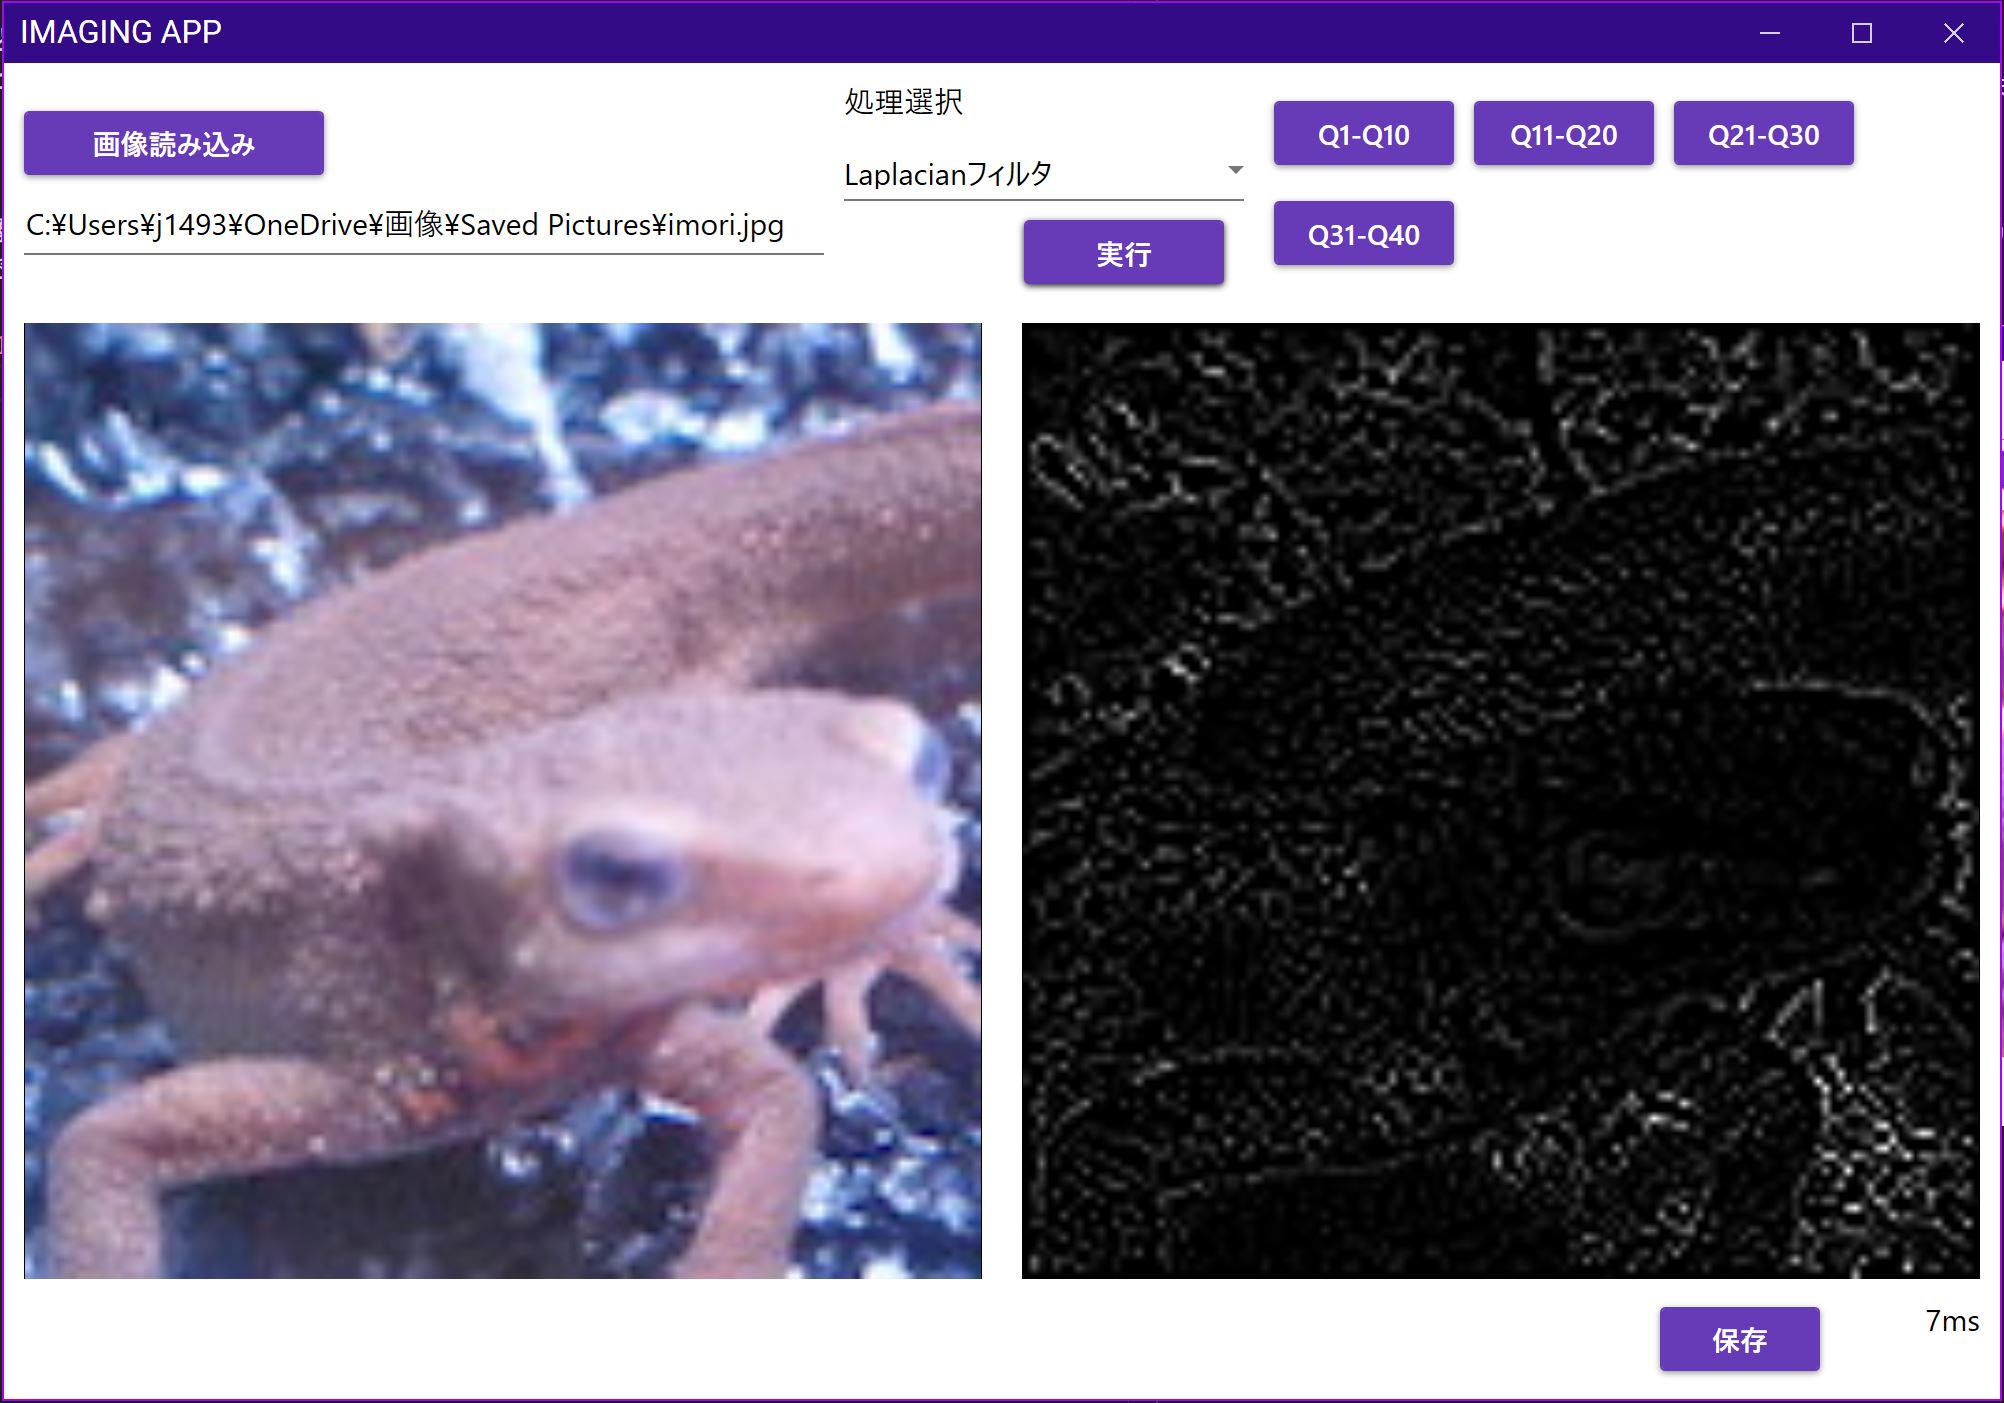 IMAGING APP
画像読み込み
C:¥Users¥j1493¥OneDrive¥画像¥Saved Pictures¥imori.jpg
処理選択
Laplacianフィルタ
実行
Q1-Q10
Q11-Q20
Q21-Q30
Q31-Q40
保存
7ms